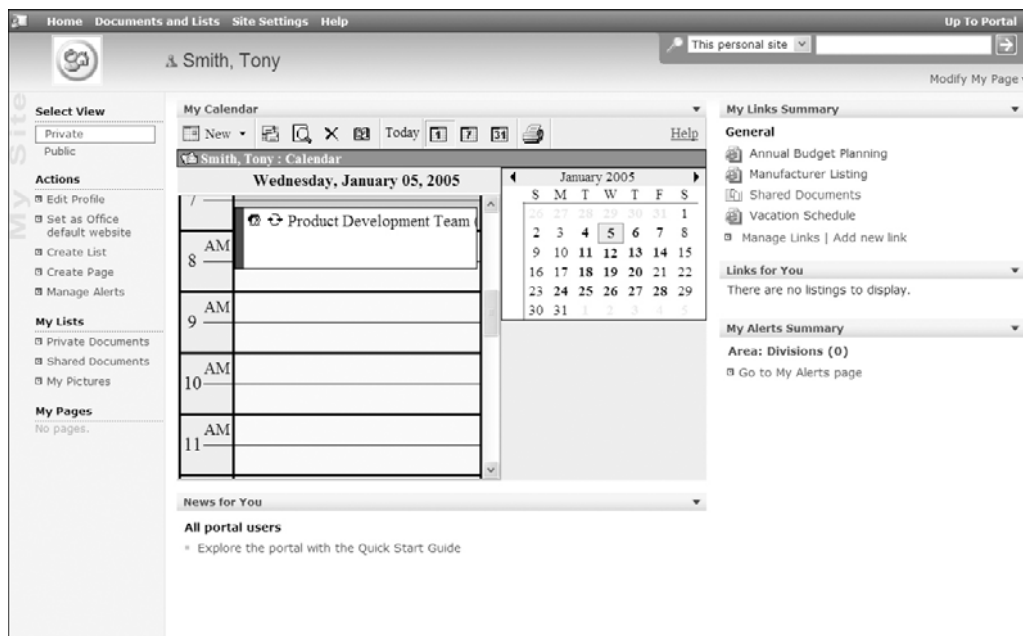 Home Documents and Lists Site Settings Help Up To Portal
Smith, Tony
This personal site
Modify My Page
My Site
Select View
Private
Public
Actions
Edit Profile
Set as Office
default website
Create List
Create Page
Manage Alerts
My Lists
Private Documents
Shared Documents
My Pictures
My Pages
No pages.
My Calendar
New Today 1 7 31 Help
Smith, Tony : Calendar
Wednesday, January 05, 2005
7
Product Development Team (
8 AM
9 AM
10 AM
11 AM
January 2005
S M T W T F S
26 27 28 29 30 31 1
2 3 4 5 6 7 8
9 10 11 12 13 14 15
16 17 18 19 20 21 22
23 24 25 26 27 28 29
30 31 1 2 3 4 5
News for You
All portal users
Explore the portal with the Quick Start Guide
My Links Summary
General
Annual Budget Planning
Manufacturer Listing
Shared Documents
Vacation Schedule
Manage Links | Add new link
Links for You
There are no listings to display.
My Alerts Summary
Area: Divisions (0)
Go to My Alerts page